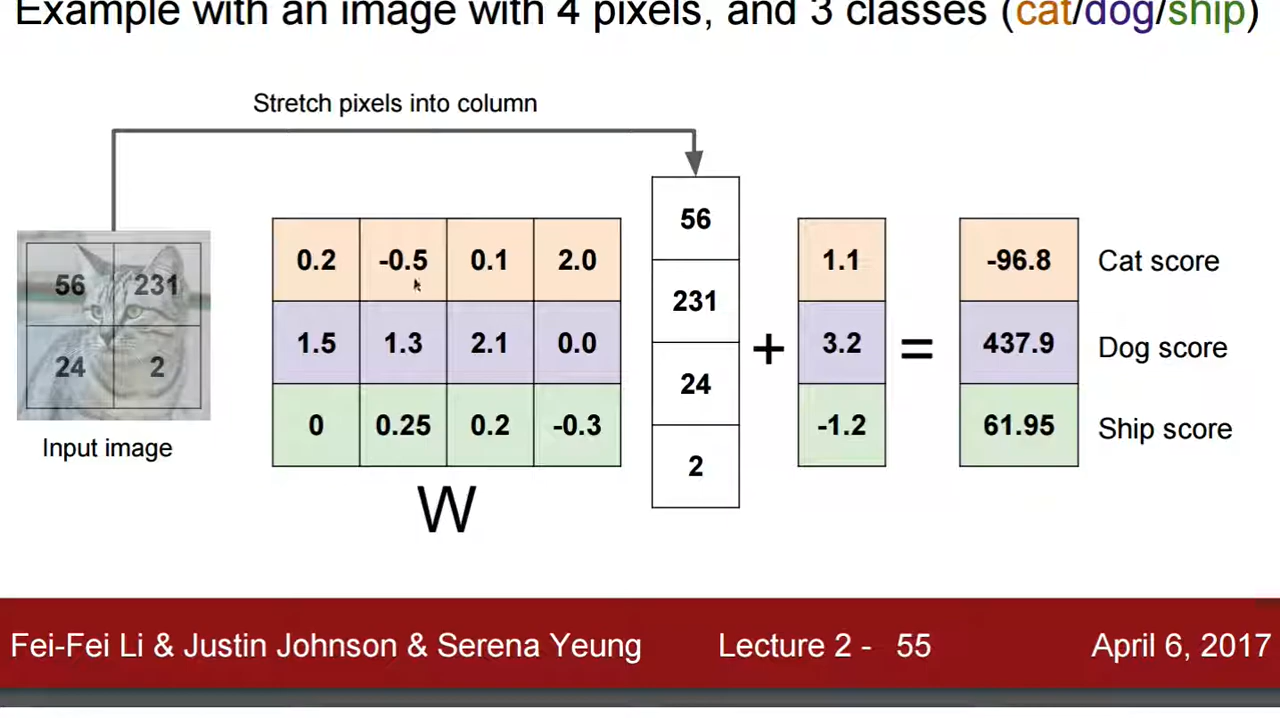 Example with an image with 4 pixels, and 3 classes (cat/dog/ship)
Stretch pixels into column
56 231
24 2
Input image
0.2 -0.5 0.1 2.0
1.5 1.3 2.1 0.0
0 0.25 0.2 -0.3
W
56
231
24
2
+
1.1
3.2
-1.2
=
-96.8 Cat score
437.9 Dog score
61.95 Ship score
Fei-Fei Li & Justin Johnson & Serena Yeung Lecture 2 - 55 April 6, 2017